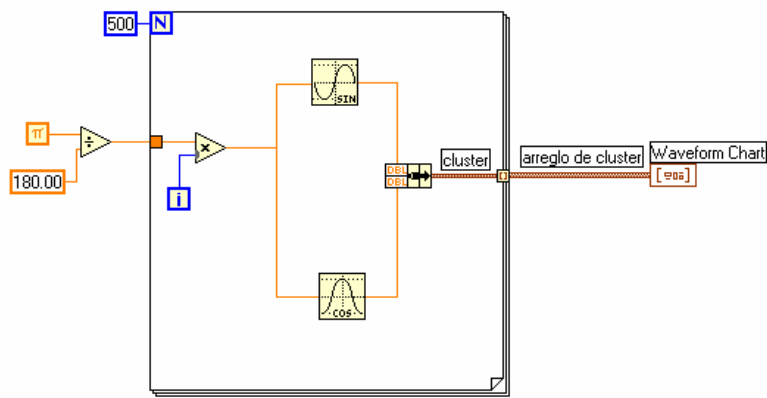 500 N
SIN
π
÷
180.00
×
i
DBL
DBL
cluster
arreglo de cluster
Waveform Chart
COS